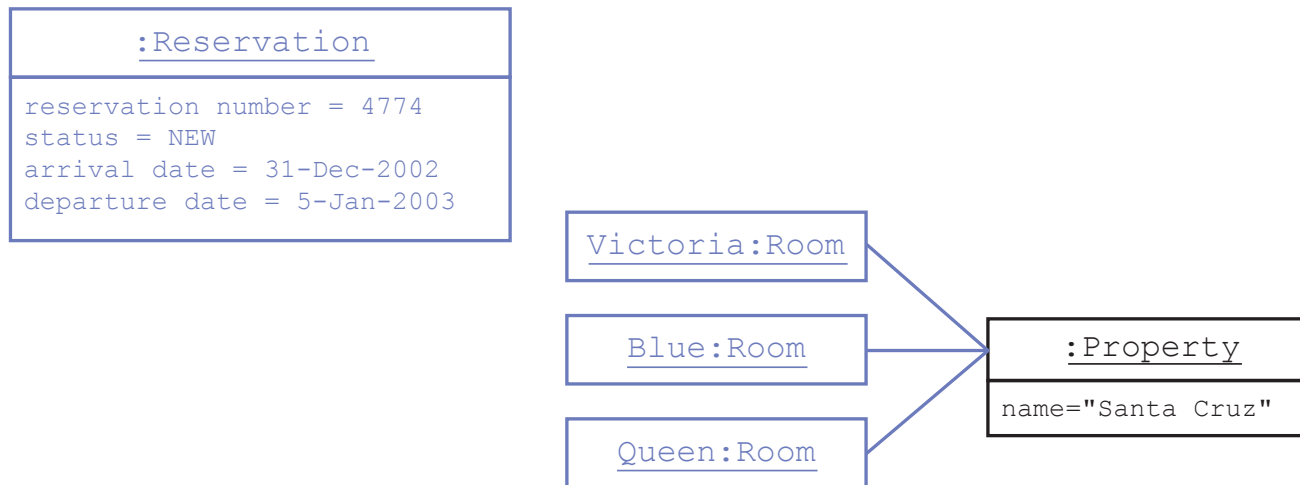 :Reservation
reservation number = 4774
status = NEW
arrival date = 31-Dec-2002
departure date = 5-Jan-2003
Victoria:Room
Blue:Room
Queen:Room
:Property
name="Santa Cruz"